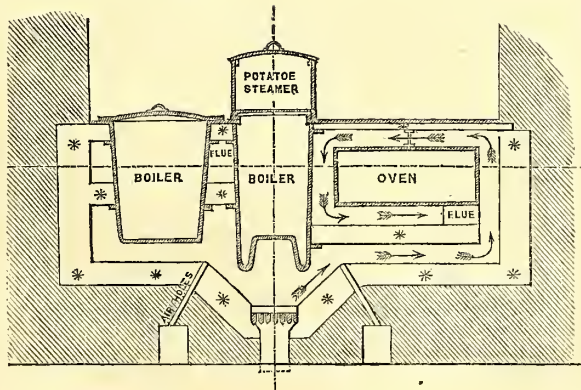 POTATOE
STEAMER
FLUE
BOILER
BOILER
OVEN
FLUE
AIR HOLES